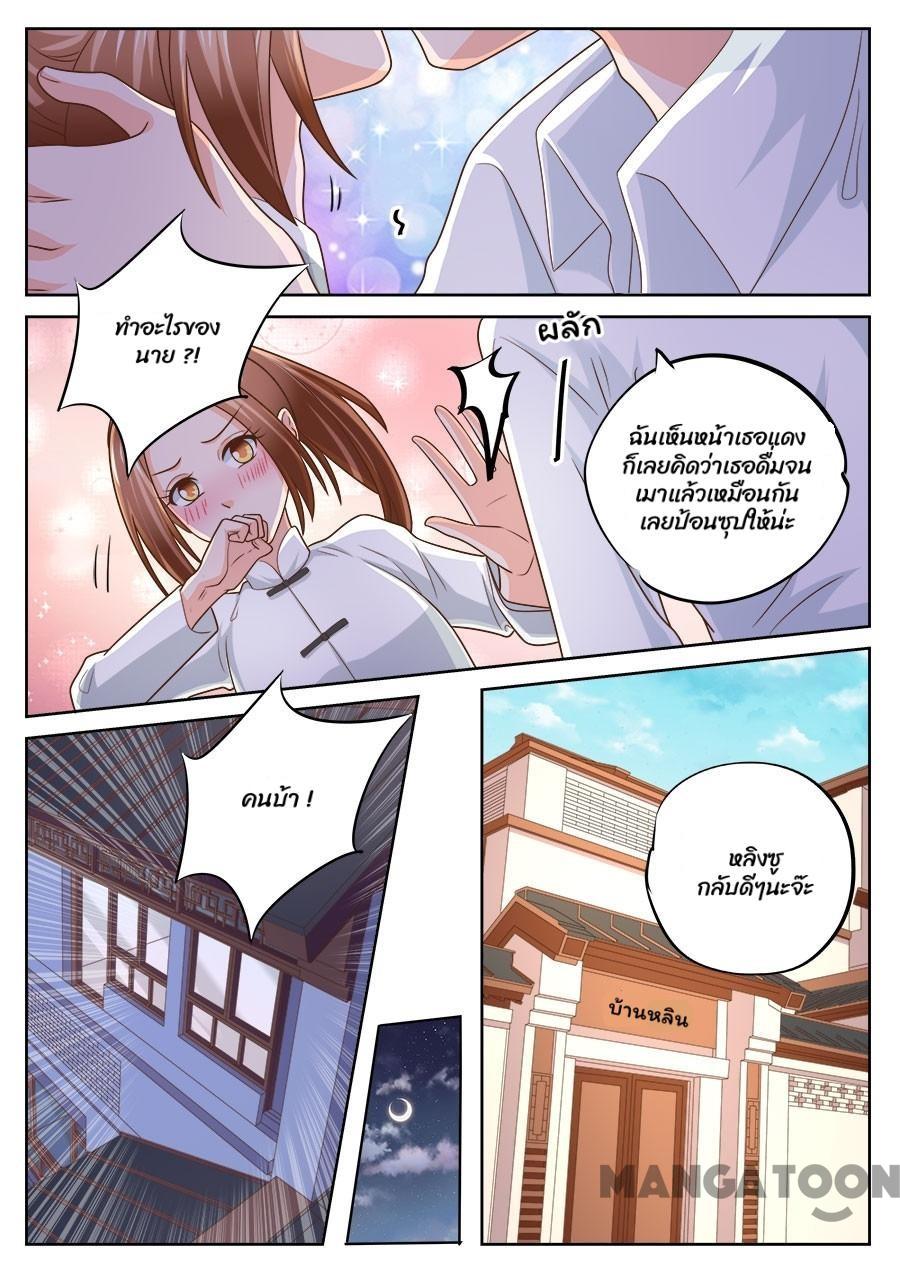 ทำอะไรของ
นาย ?!
ผลัก
ฉันเห็นหน้าเธอแดง
ก็เลยคิดว่าเธอดื่มจน
เมาแล้วเหมือนกัน
เลยป้อนซุปให้น่ะ
คนบ้า !
หลิงซู
กลับดีๆนะจ๊ะ
บ้านหลิน
MANGATOON